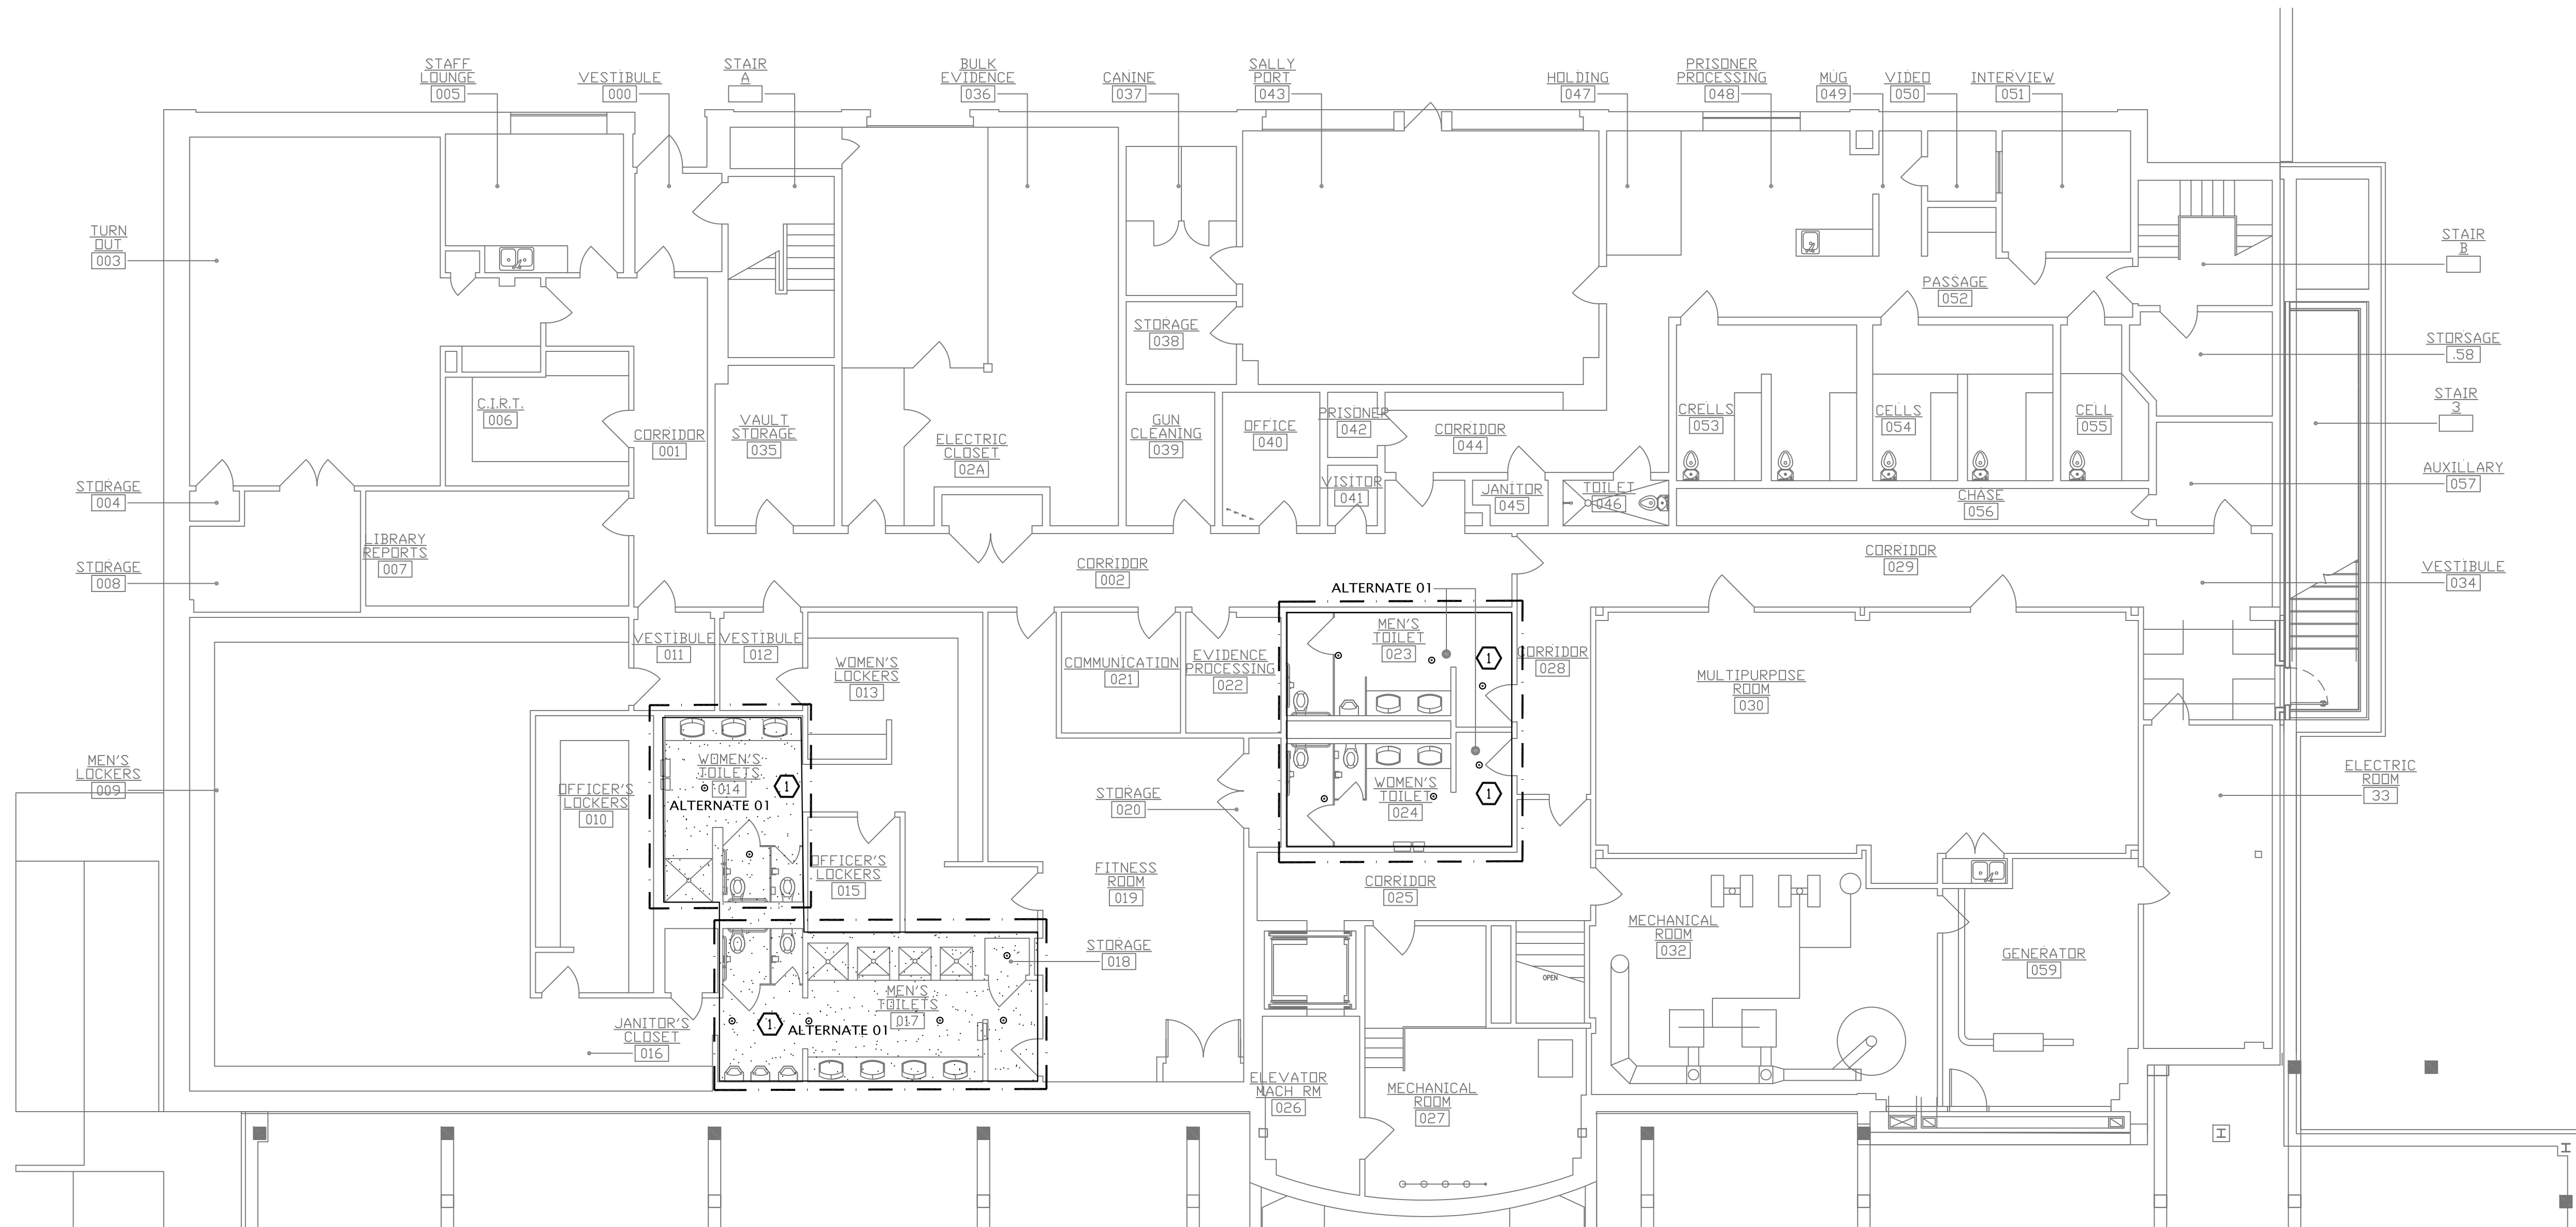 STAFF
LOUNGE
005
VESTIBULE
000
STAIR
A
BULK
EVIDENCE
036
CANINE
037
SALLY
PORT
043
HOLDING
047
PRISONER
PROCESSING
048
MUG
049
VIDEO
050
INTERVIEW
051
TURN
OUT
003
STAIR
B
PASSAGE
052
STORAGE
038
STORSAGE
.58
C.I.R.T.
006
CORRIDOR
001
VAULT
STORAGE
035
ELECTRIC
CLOSET
02A
GUN
CLEANING
039
OFFICE
040
PRISONER
042
CORRIDOR
044
CRELLS
053
CELLS
054
CELL
055
STAIR
3
STORAGE
004
VISITOR
041
JANITOR
045
TOILET
046
CHASE
056
AUXILLARY
057
LIBRARY
REPORTS
007
STORAGE
008
CORRIDOR
002
CORRIDOR
029
VESTIBULE
034
ALTERNATE 01
VESTIBULE
011
VESTIBULE
012
WOMEN'S
LOCKERS
013
COMMUNICATION
021
EVIDENCE
PROCESSING
022
MEN'S
TOILET
023
1
CORRIDOR
028
MULTIPURPOSE
ROOM
030
MEN'S
LOCKERS
009
OFFICER'S
LOCKERS
010
WOMEN'S
TOILETS
014
1
ALTERNATE 01
STORAGE
020
WOMEN'S
TOILET
024
1
ELECTRIC
ROOM
33
OFFICER'S
LOCKERS
015
FITNESS
ROOM
019
CORRIDOR
025
MECHANICAL
ROOM
032
GENERATOR
059
STORAGE
018
OPEN
MEN'S
TOILETS
017
1
ALTERNATE 01
JANITOR'S
CLOSET
016
ELEVATOR
MACH RM
026
MECHANICAL
ROOM
027